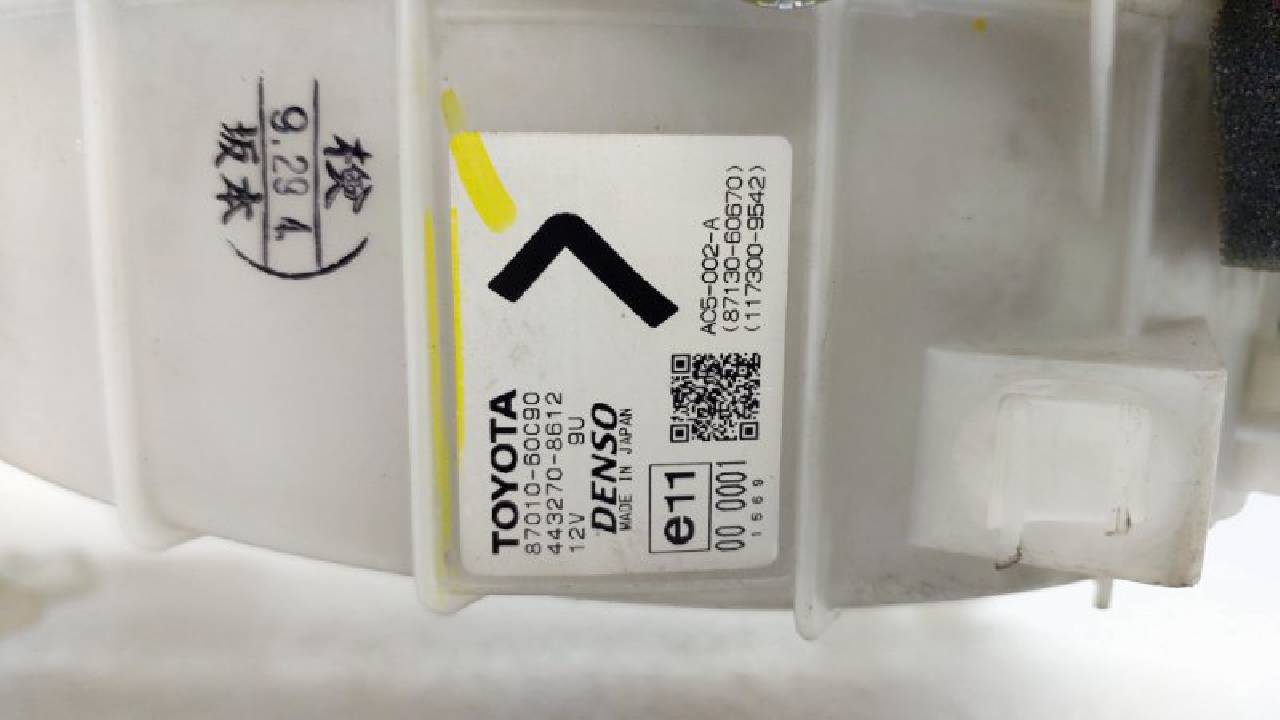 検
9.29 1
坂本
TOYOTA
87010-60C90
443270-8612
12V 9U
DENSO
MADE IN JAPAN
e11
00 0001
1569
AC5-002-A
(87130-60670)
(117300-9542)